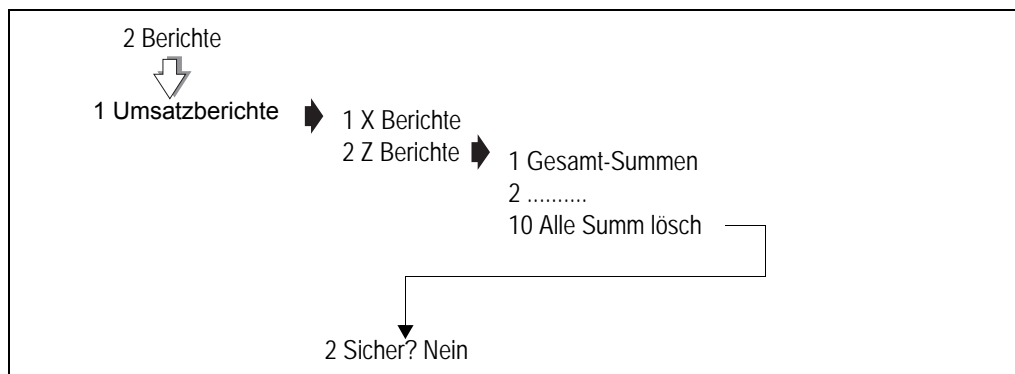 2 Berichte
1 Umsatzberichte
1 X Berichte
2 Z Berichte
1 Gesamt-Summen
2 ..........
10 Alle Summ lösch
2 Sicher? Nein